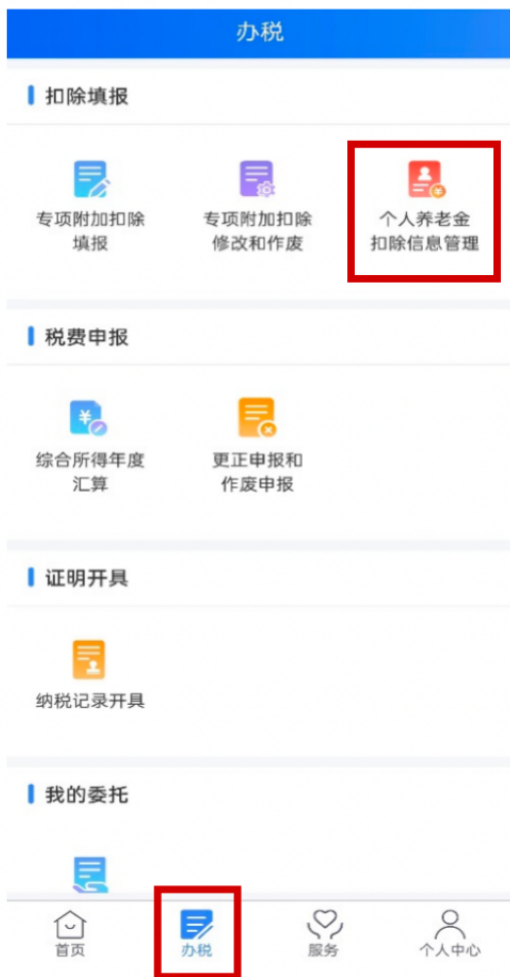 办税
扣除填报
专项附加扣除
填报
专项附加扣除
修改和作废
个人养老金
扣除信息管理
税费申报
综合所得年度
汇算
更正申报和
作废申报
证明开具
纳税记录开具
我的委托
首页
办税
服务
个人中心